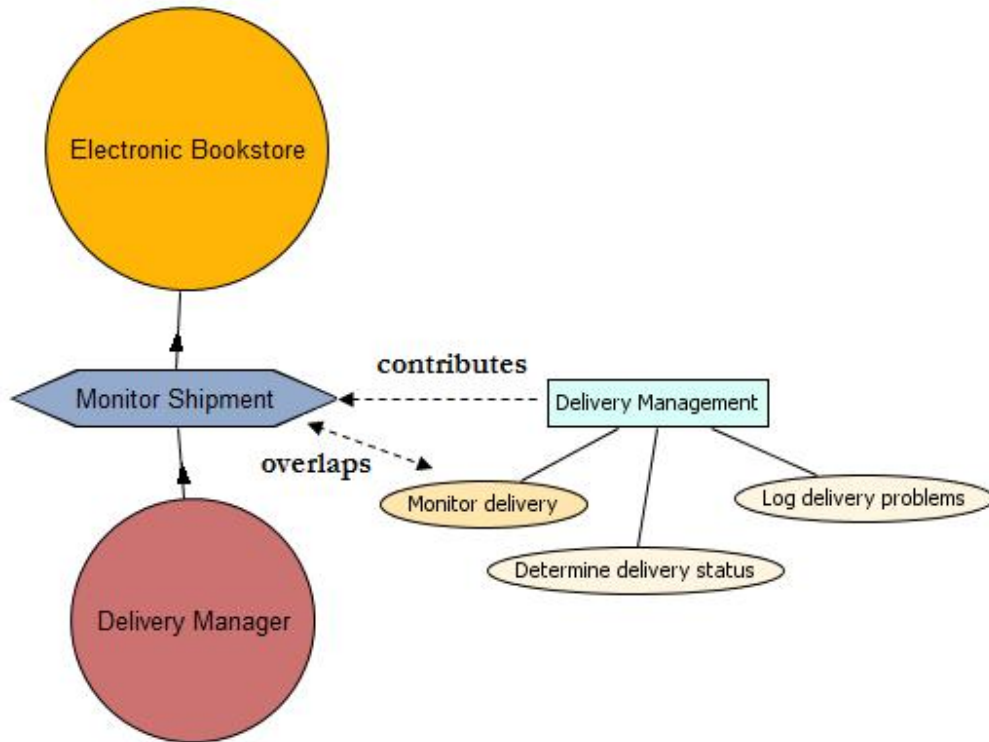 Electronic Bookstore
contributes
Monitor Shipment
Delivery Management
overlaps
Monitor delivery
Log delivery problems
Determine delivery status
Delivery Manager